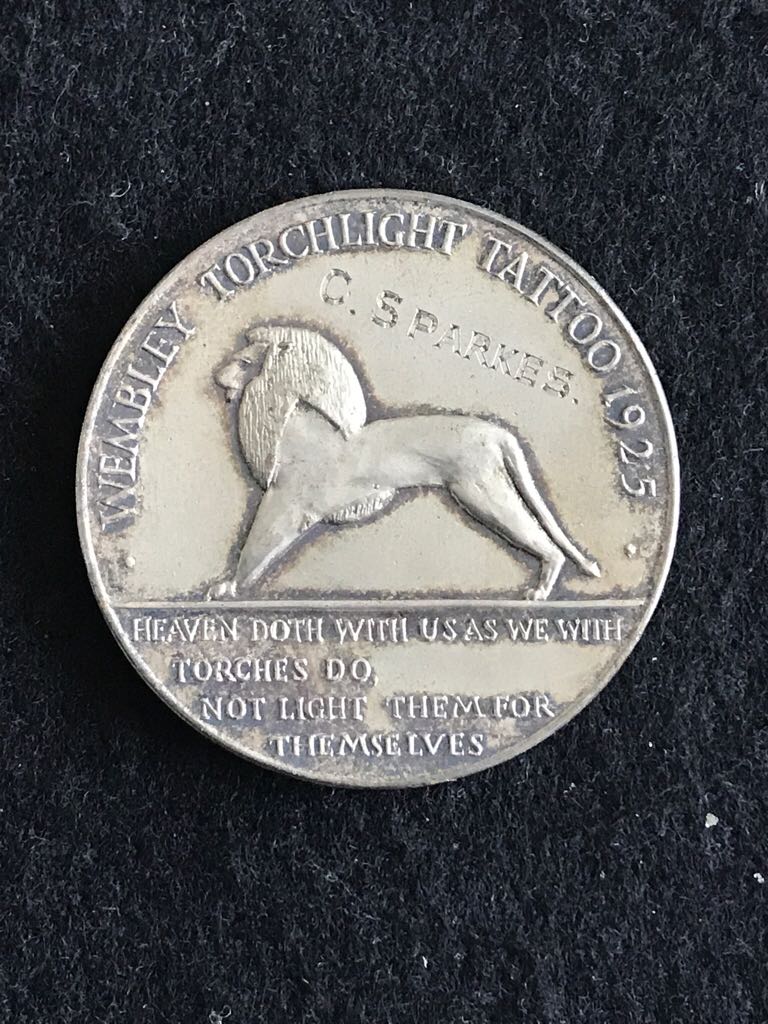 WEMBLEY TORCHLIGHT TATTOO 1925
C. SPARKES.
HEAVEN DOTH WITH US AS WE WITH
TORCHES DO,
NOT LIGHT THEM FOR
THEMSELVES